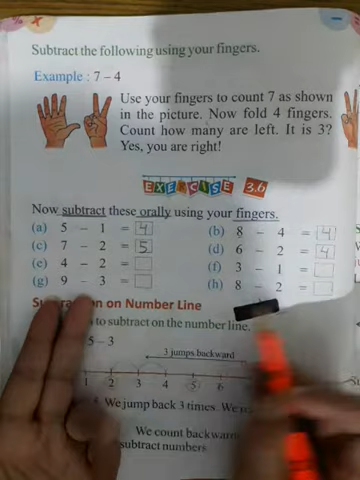 Subtract the following using your fingers.
Example : 7 – 4
Use your fingers to count 7 as shown
in the picture. Now fold 4 fingers.
Count how many are left. It is 3?
Yes, you are right!
EXERCISE 3.6
Now subtract these orally using your fingers.
(a) 5 – 1 = 4
(b) 8 – 4 = 4
(c) 7 – 2 = 5
(d) 6 – 2 = 4
(e) 4 – 2 =
(f) 3 – 1 =
(g) 9 – 3 =
(h) 8 – 2 =
on Number Line
to subtract on the number line.
5 – 3
3 jumps backward
1 2 3 4 5 6
We jump back 3 times. We
We count backward
subtract numbers